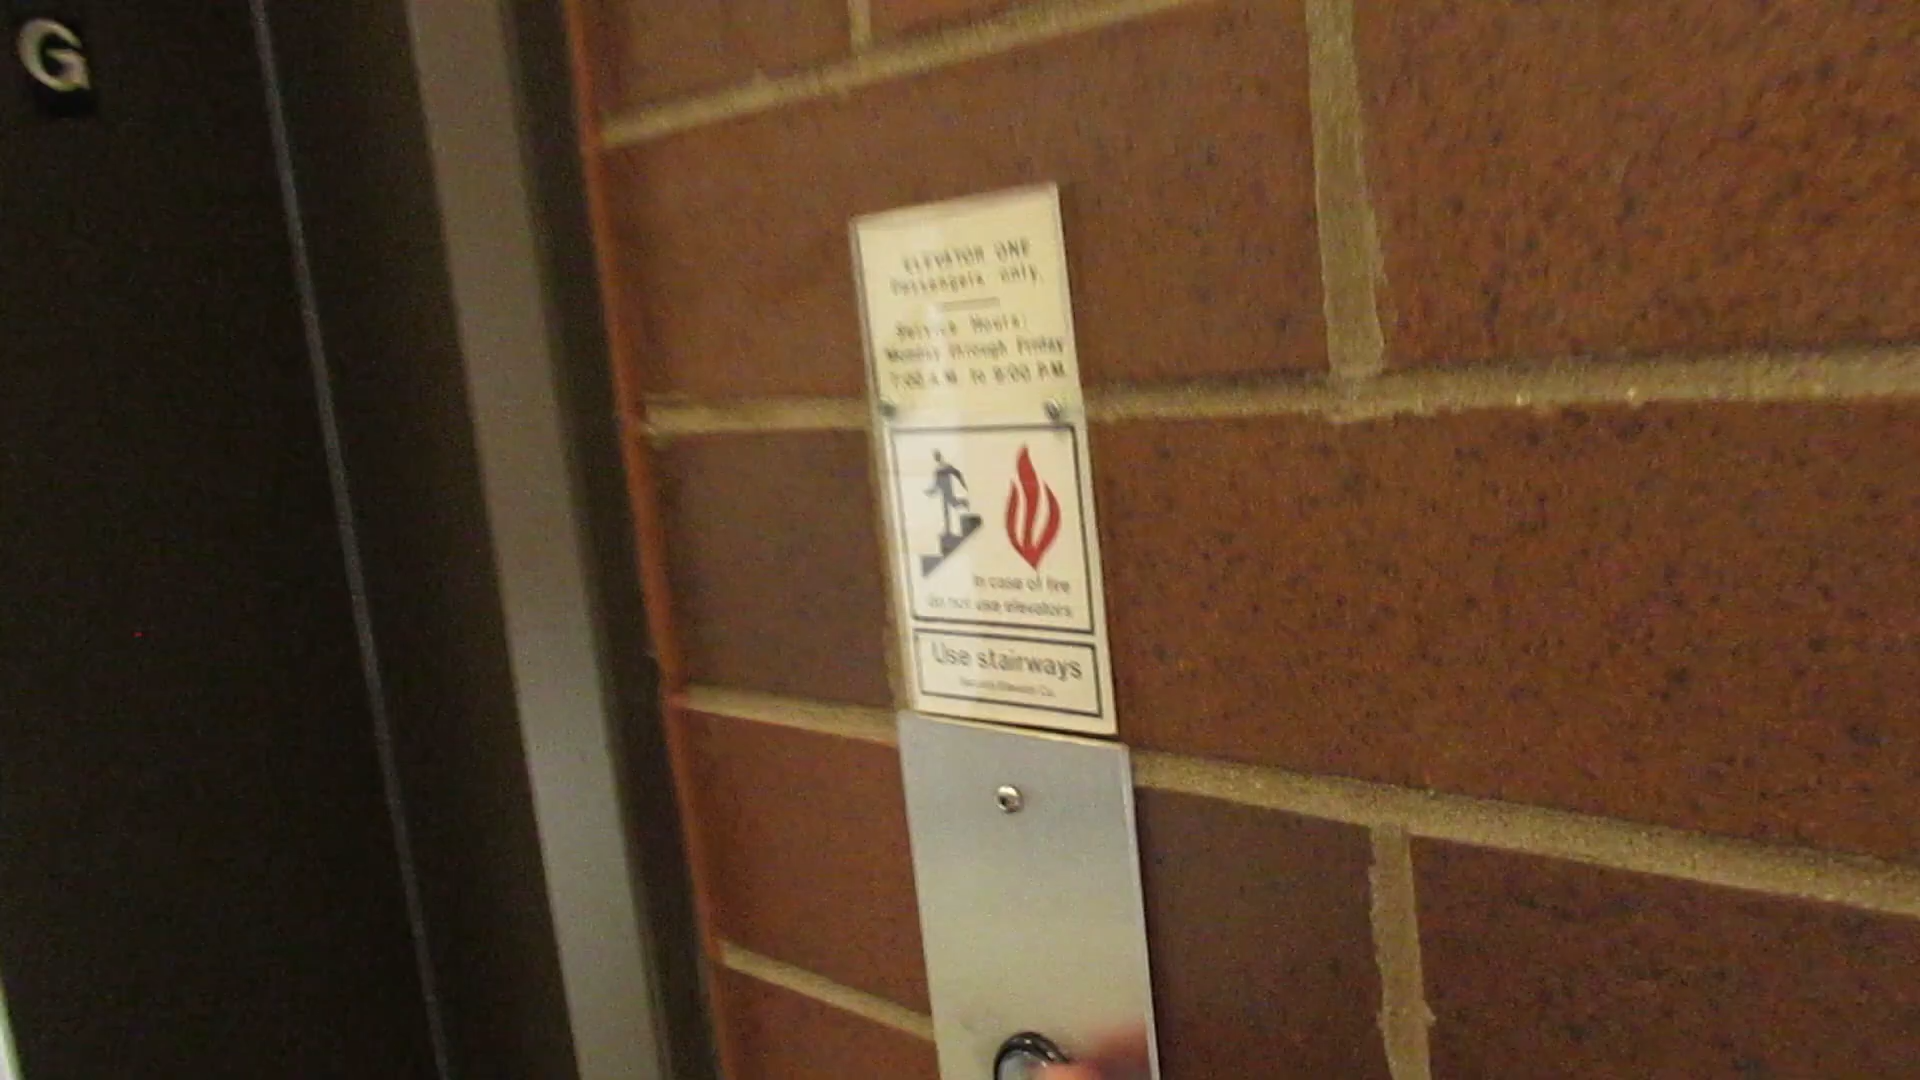 G
ELEVATOR ONE
Passengers only.
Service Hours:
Monday through Friday
7:00 A.M. to 6:00 P.M.
In case of fire
do not use elevators
Use stairways